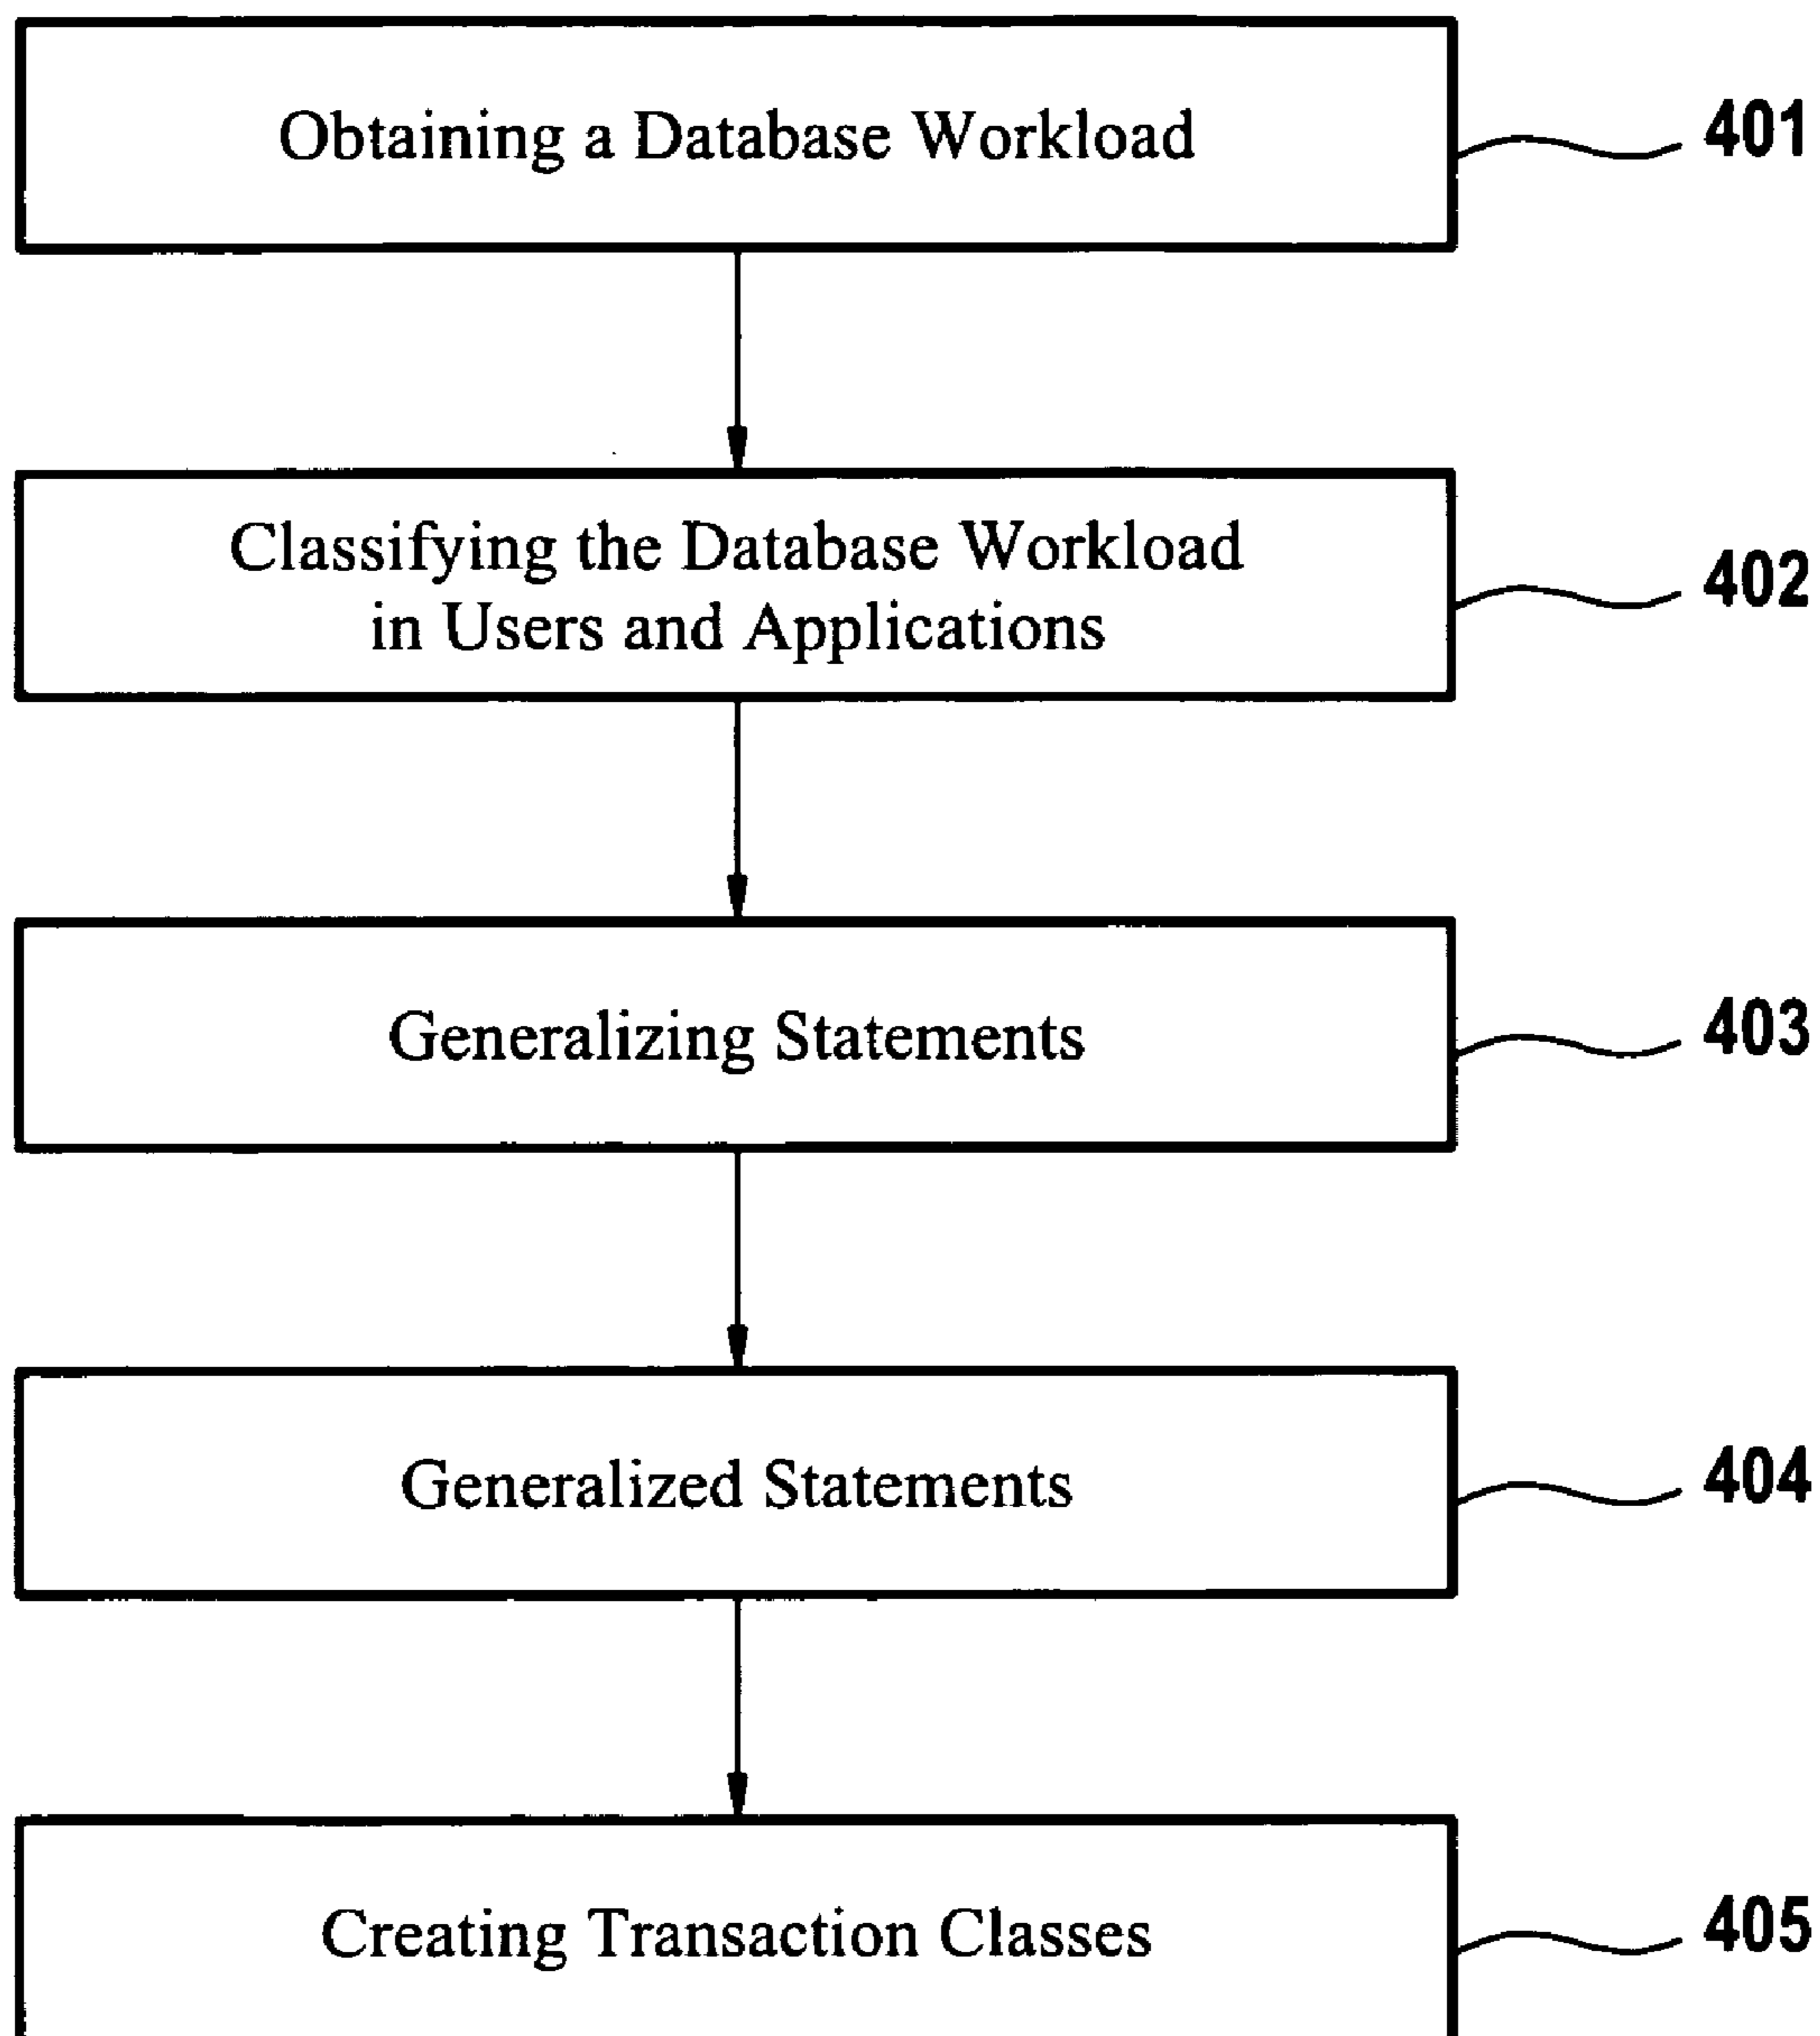 Obtaining a Database Workload
401
Classifying the Database Workload
in Users and Applications
402
Generalizing Statements
403
Generalized Statements
404
Creating Transaction Classes
405